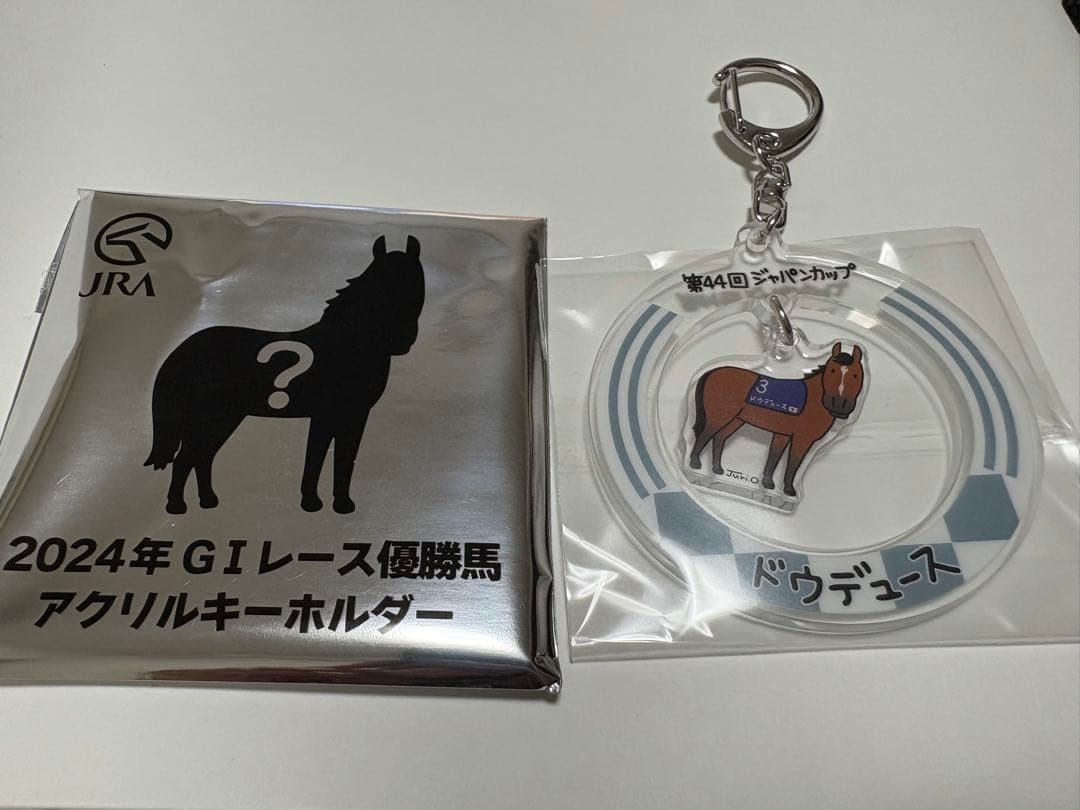 JRA
?
2024年 GIレース優勝馬
アクリルキーホルダー
第44回 ジャパンカップ
3
ドウデュース
Juri.O
ドウデュース